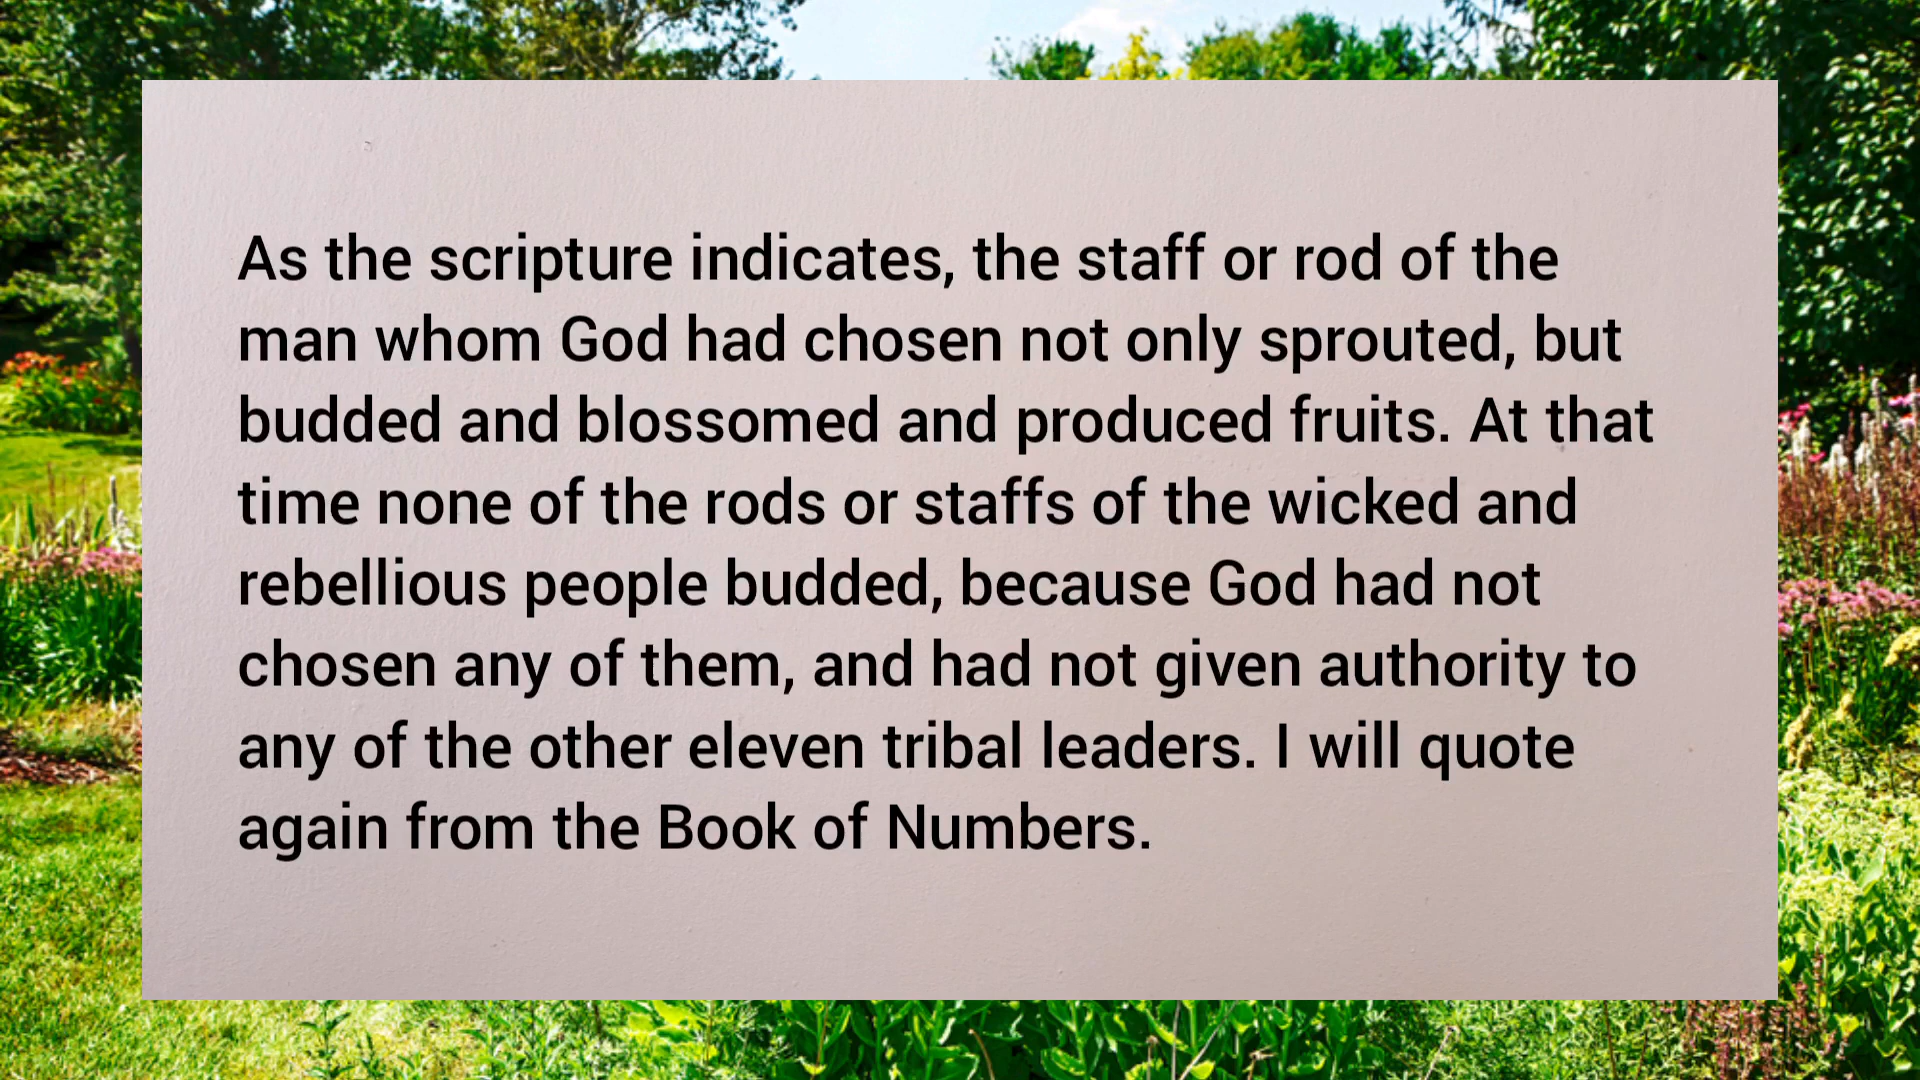 As the scripture indicates, the staff or rod of the
man whom God had chosen not only sprouted, but
budded and blossomed and produced fruits. At that
time none of the rods or staffs of the wicked and
rebellious people budded, because God had not
chosen any of them, and had not given authority to
any of the other eleven tribal leaders. I will quote
again from the Book of Numbers.